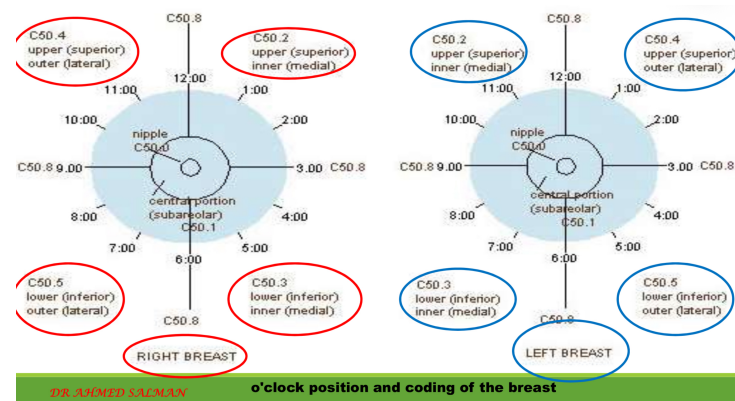 C50.8
C50.4
upper (superior)
outer (lateral)
C50.2
upper (superior)
inner (medial)
12:00
11:00
1:00
10:00
2:00
nipple
C50.0
C50.8 9.00
3.00 C50.8
central portion
(subareolar)
C50.1
8:00
4:00
7:00
5:00
6:00
C50.5
lower (inferior)
outer (lateral)
C50.3
lower (inferior)
inner (medial)
C50.8
RIGHT BREAST
C50.8
C50.2
upper (superior)
inner (medial)
C50.4
upper (superior)
outer (lateral)
12:00
11:00
1:00
10:00
2:00
nipple
C50.0
C50.8 9.00
3.00 C50.8
central portion
(subareolar)
C50.1
8:00
4:00
7:00
5:00
6:00
C50.3
lower (inferior)
inner (medial)
C50.5
lower (inferior)
outer (lateral)
C50.8
LEFT BREAST
DR AHMED SALMAN
o'clock position and coding of the breast